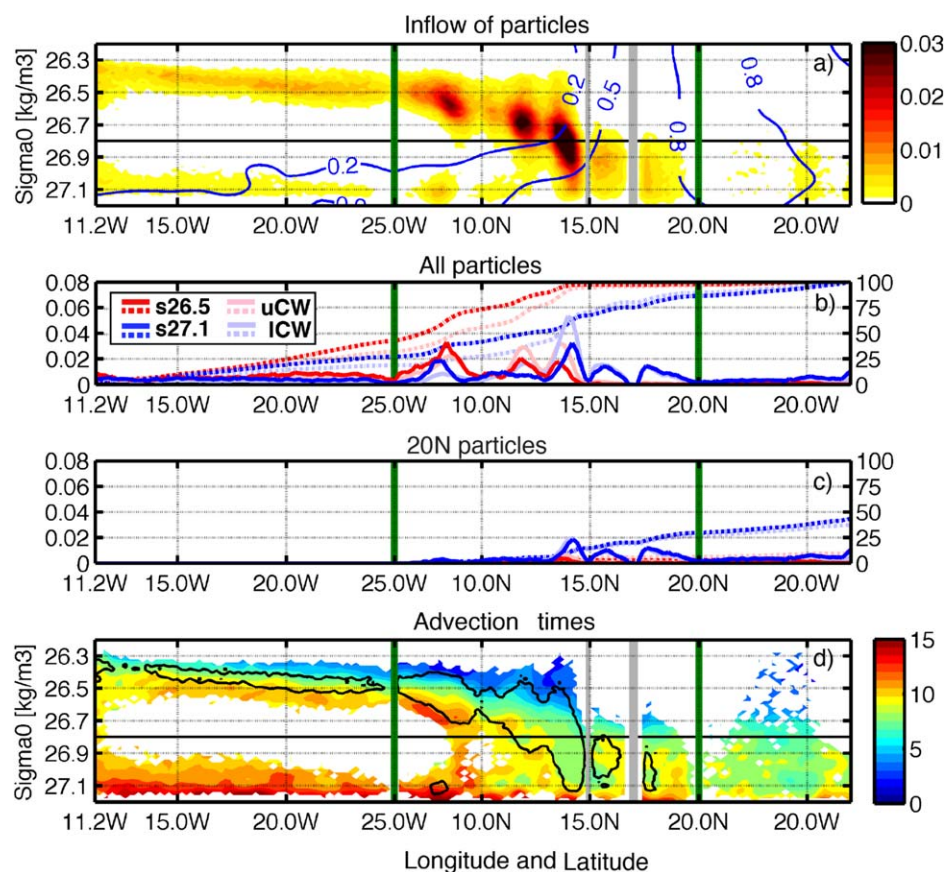 Inflow of particles
a)
Sigma0 [kg/m3]
26.3
26.5
26.7
26.9
27.1
0.2
0.2
0.5
0.8
0.8
0.03
0.02
0.01
0
11.2W 15.0W 20.0W 25.0W 10.0N 15.0N 20.0N 20.0W
All particles
b)
0.08
0.06
0.04
0.02
0
s26.5 uCW
s27.1 lCW
100
75
50
25
0
11.2W 15.0W 20.0W 25.0W 10.0N 15.0N 20.0N 20.0W
20N particles
c)
0.08
0.06
0.04
0.02
0
100
75
50
25
0
11.2W 15.0W 20.0W 25.0W 10.0N 15.0N 20.0N 20.0W
Advection times
d)
Sigma0 [kg/m3]
26.3
26.5
26.7
26.9
27.1
15
10
5
0
11.2W 15.0W 20.0W 25.0W 10.0N 15.0N 20.0N 20.0W
Longitude and Latitude